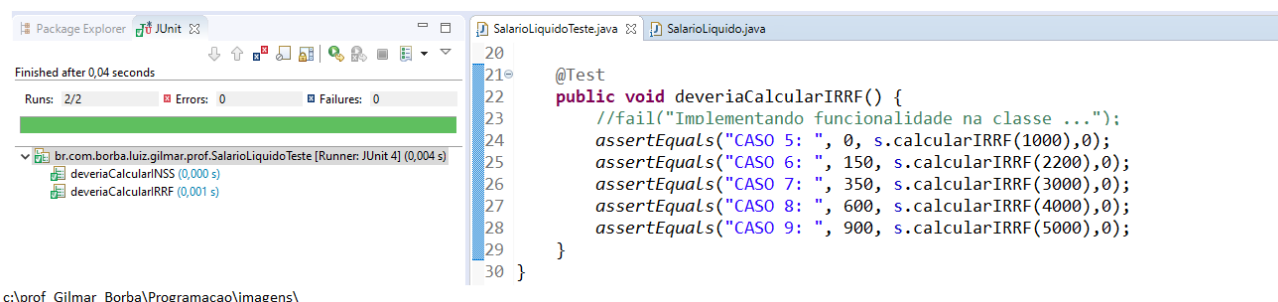 Package Explorer JUnit
Finished after 0,04 seconds
Runs: 2/2 Errors: 0 Failures: 0
br.com.borba.luiz.gilmar.prof.SalarioLiquidoTeste [Runner: JUnit 4] (0,004 s)
deveriaCalcularINSS (0,000 s)
deveriaCalcularIRRF (0,001 s)
SalarioLiquidoTeste.java SalarioLiquido.java
20
21 @Test
22 public void deveriaCalcularIRRF() {
23 //fail("Implementando funcionalidade na classe ...");
24 assertEquals("CASO 5: ", 0, s.calcularIRRF(1000),0);
25 assertEquals("CASO 6: ", 150, s.calcularIRRF(2200),0);
26 assertEquals("CASO 7: ", 350, s.calcularIRRF(3000),0);
27 assertEquals("CASO 8: ", 600, s.calcularIRRF(4000),0);
28 assertEquals("CASO 9: ", 900, s.calcularIRRF(5000),0);
29 }
30 }
c:\prof_Gilmar_Borba\Programacao\imagens\